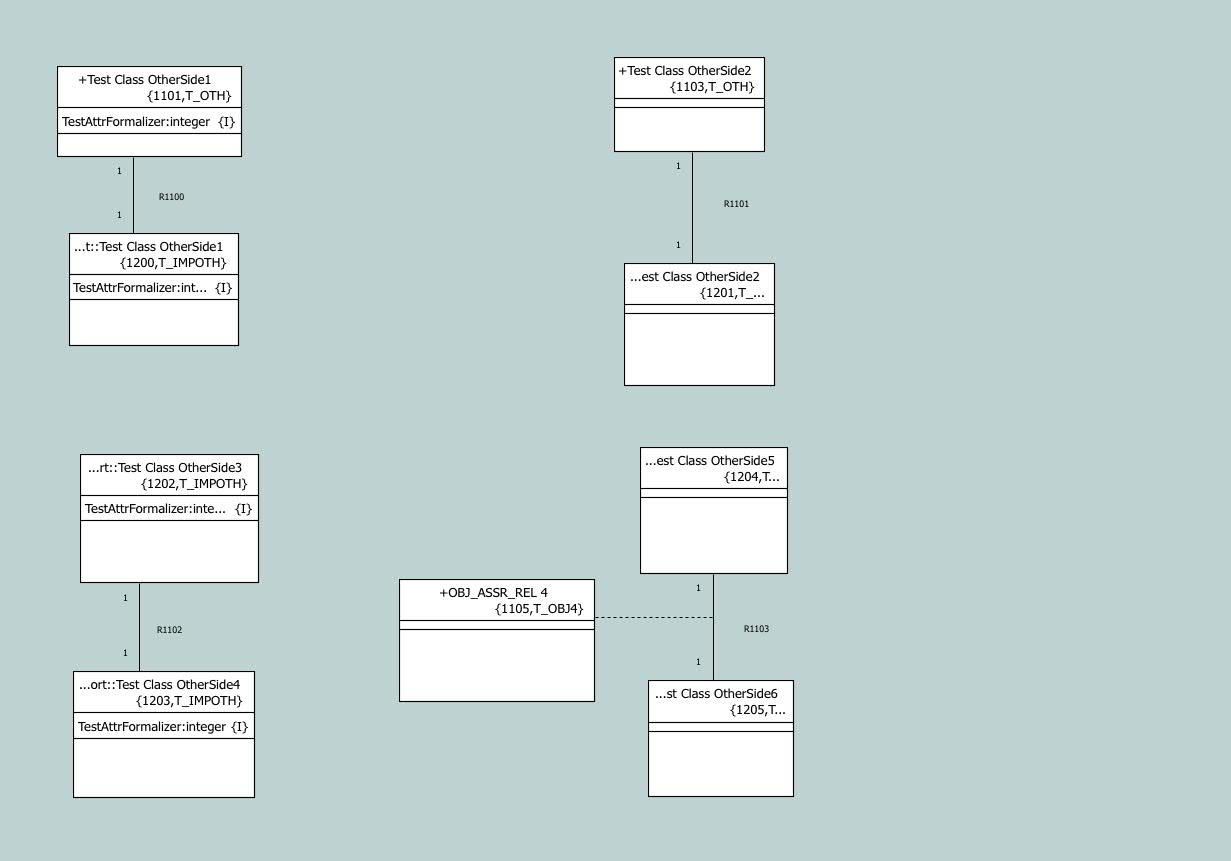 +Test Class OtherSide1
{1101,T_OTH}
TestAttrFormalizer:integer {I}
1
R1100
1
...t::Test Class OtherSide1
{1200,T_IMPOTH}
TestAttrFormalizer:int... {I}
+Test Class OtherSide2
{1103,T_OTH}
1
R1101
1
...est Class OtherSide2
{1201,T_...
...rt::Test Class OtherSide3
{1202,T_IMPOTH}
TestAttrFormalizer:inte... {I}
1
R1102
1
...ort::Test Class OtherSide4
{1203,T_IMPOTH}
TestAttrFormalizer:integer {I}
+OBJ_ASSR_REL 4
{1105,T_OBJ4}
...est Class OtherSide5
{1204,T...
1
R1103
1
...st Class OtherSide6
{1205,T...